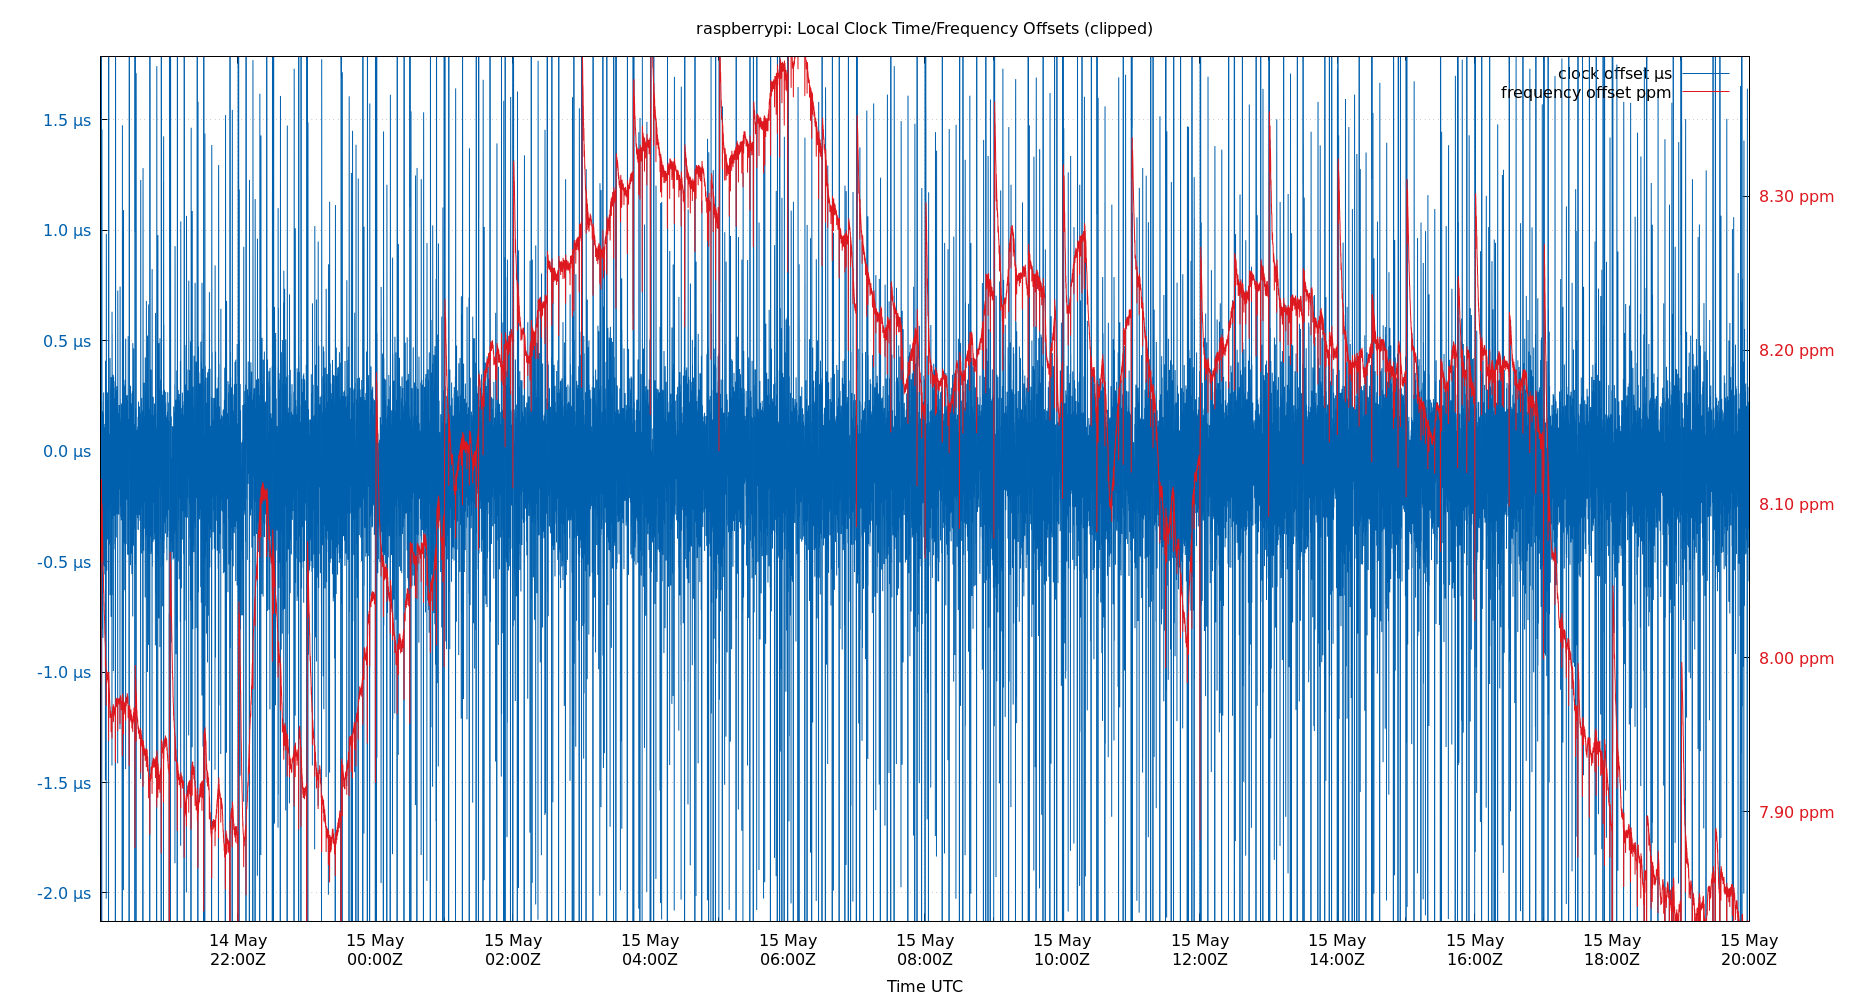 raspberrypi: Local Clock Time/Frequency Offsets (clipped)
clock offset µs
frequency offset ppm
1.5 µs
1.0 µs
0.5 µs
0.0 µs
-0.5 µs
-1.0 µs
-1.5 µs
-2.0 µs
8.30 ppm
8.20 ppm
8.10 ppm
8.00 ppm
7.90 ppm
14 May 15 May 15 May 15 May 15 May 15 May 15 May 15 May 15 May 15 May 15 May 15 May
22:00Z 00:00Z 02:00Z 04:00Z 06:00Z 08:00Z 10:00Z 12:00Z 14:00Z 16:00Z 18:00Z 20:00Z
Time UTC